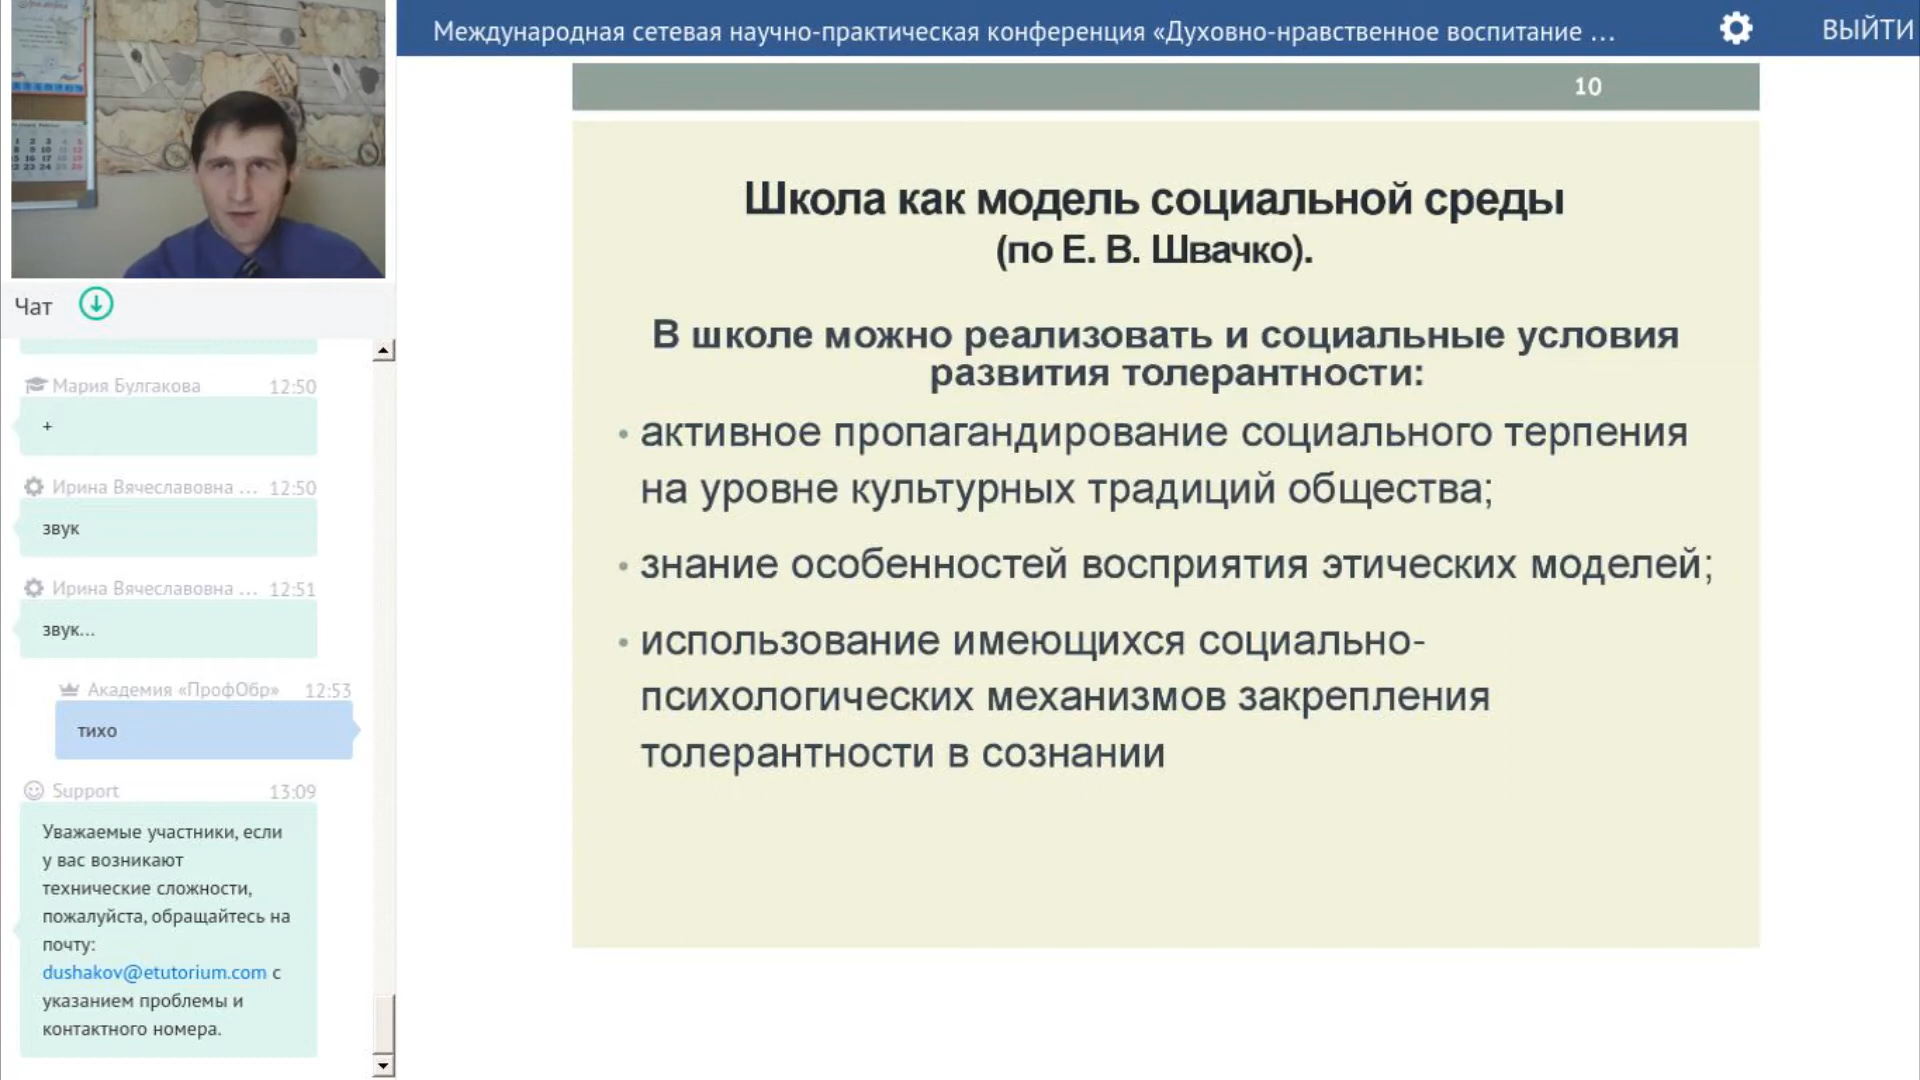 Международная сетевая научно-практическая конференция «Духовно-нравственное воспитание ...
ВЫЙТИ
Чат
Мария Булгакова 12:50
+
Ирина Вячеславовна ... 12:50
звук
Ирина Вячеславовна ... 12:51
звук...
Академия «ПрофОбр» 12:53
тихо
Support 13:09
Уважаемые участники, если
у вас возникают
технические сложности,
пожалуйста, обращайтесь на
почту:
dushakov@etutorium.com с
указанием проблемы и
контактного номера.
10
Школа как модель социальной среды
(по Е. В. Швачко).
В школе можно реализовать и социальные условия
развития толерантности:
• активное пропагандирование социального терпения
на уровне культурных традиций общества;
• знание особенностей восприятия этических моделей;
• использование имеющихся социально-
психологических механизмов закрепления
толерантности в сознании